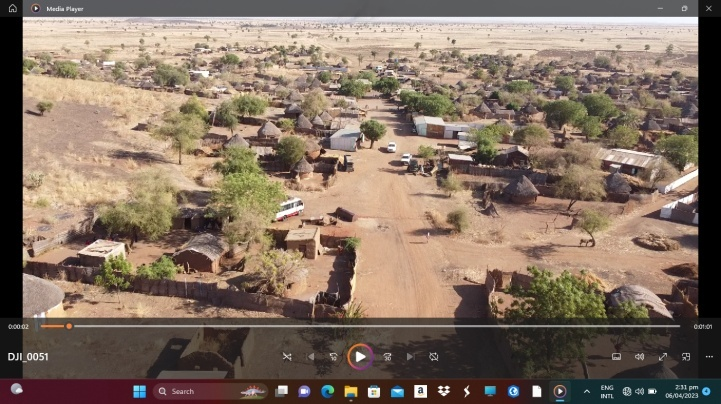 Media Player
0:00:02
0:01:01
DJI_0051
Search
a
ENG
INTL
2:31 pm
06/04/2023